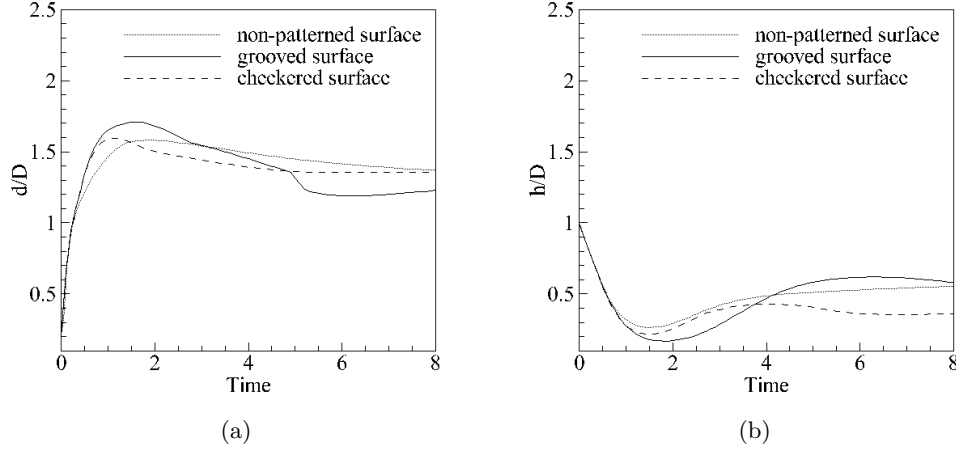 2.5
2
1.5
1
0.5
d/D
0 2 4 6 8
Time
non-patterned surface
grooved surface
checkered surface
(a)
2.5
2
1.5
1
0.5
h/D
0 2 4 6 8
Time
non-patterned surface
grooved surface
checkered surface
(b)